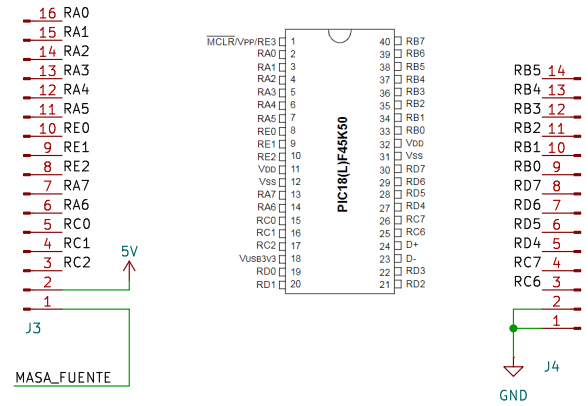 16 RA0
15 RA1
14 RA2
13 RA3
12 RA4
11 RA5
10 RE0
9 RE1
8 RE2
7 RA7
6 RA6
5 RC0
4 RC1
3 RC2
2
1
5V
J3
MASA_FUENTE
MCLR/VPP/RE3 1 40 RB7
RA0 2 39 RB6
RA1 3 38 RB5
RA2 4 37 RB4
RA3 5 36 RB3
RA4 6 35 RB2
RA5 7 34 RB1
RE0 8 33 RB0
RE1 9 32 VDD
RE2 10 31 VSS
VDD 11 30 RD7
VSS 12 29 RD6
RA7 13 28 RD5
RA6 14 27 RD4
RC0 15 26 RC7
RC1 16 25 RC6
RC2 17 24 D+
VUSB3V3 18 23 D-
RD0 19 22 RD3
RD1 20 21 RD2
PIC18(L)F45K50
RB5 14
RB4 13
RB3 12
RB2 11
RB1 10
RB0 9
RD7 8
RD6 7
RD5 6
RD4 5
RC7 4
RC6 3
2
1
J4
GND